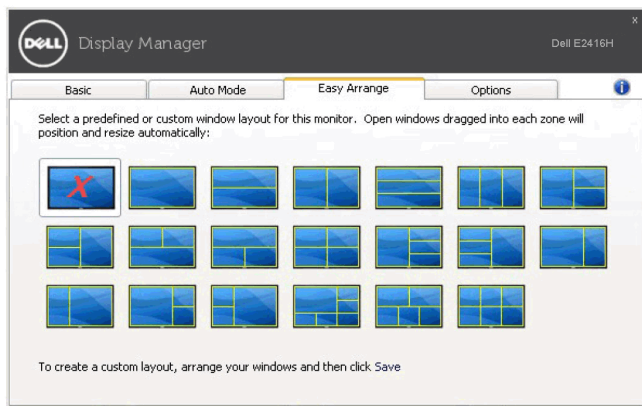 DELL Display Manager
x
Dell E2416H
Basic Auto Mode Easy Arrange Options i
Select a predefined or custom window layout for this monitor. Open windows dragged into each zone will
position and resize automatically:
X
To create a custom layout, arrange your windows and then click Save